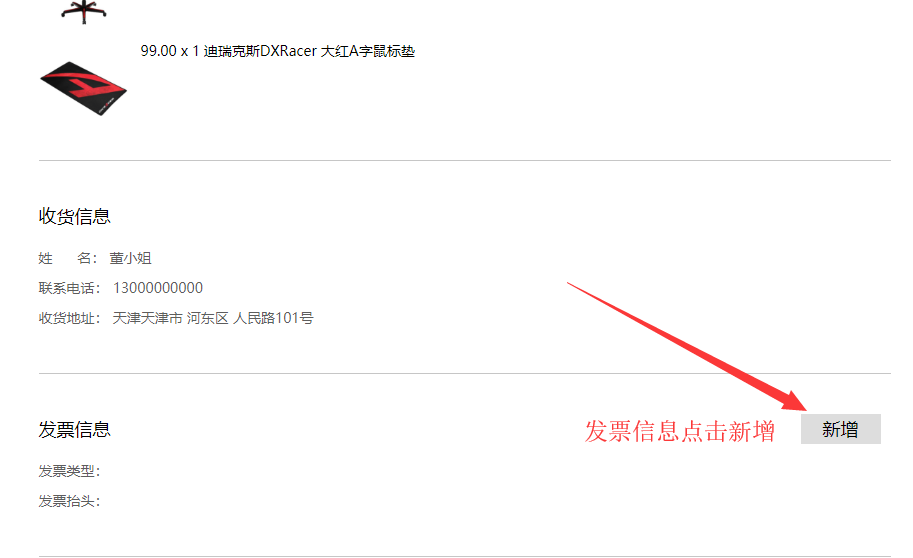 99.00 x 1 迪瑞克斯DXRacer 大红A字鼠标垫
收货信息
姓 名： 董小姐
联系电话： 13000000000
收货地址： 天津天津市 河东区 人民路101号
发票信息
发票信息点击新增
新增
发票类型：
发票抬头：